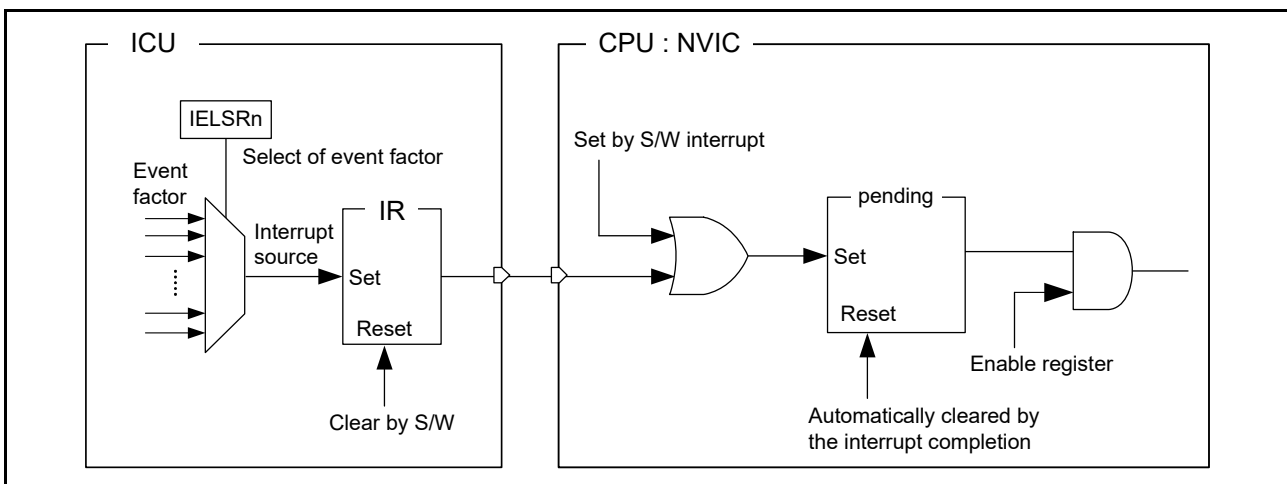 ICU
CPU : NVIC
IELSRn
Select of event factor
Event
factor
Interrupt
source
IR
Set
Reset
Clear by S/W
Set by S/W interrupt
pending
Set
Reset
Enable register
Automatically cleared by
the interrupt completion